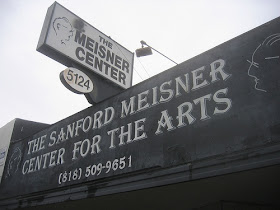 THE
MEISNER
CENTER
5124
THE SANFORD MEISNER
CENTER FOR THE ARTS
(818) 509-9651